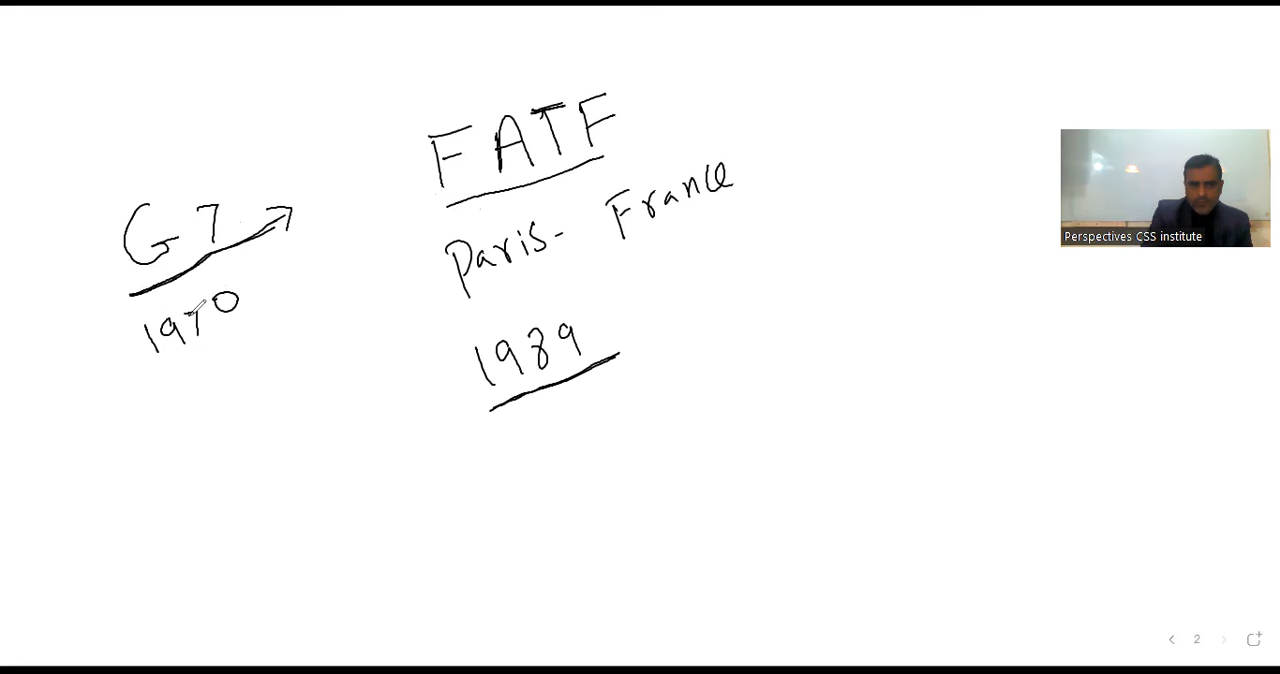 FATF
Paris- France
1989
G7
1970
Perspectives CSS institute
2